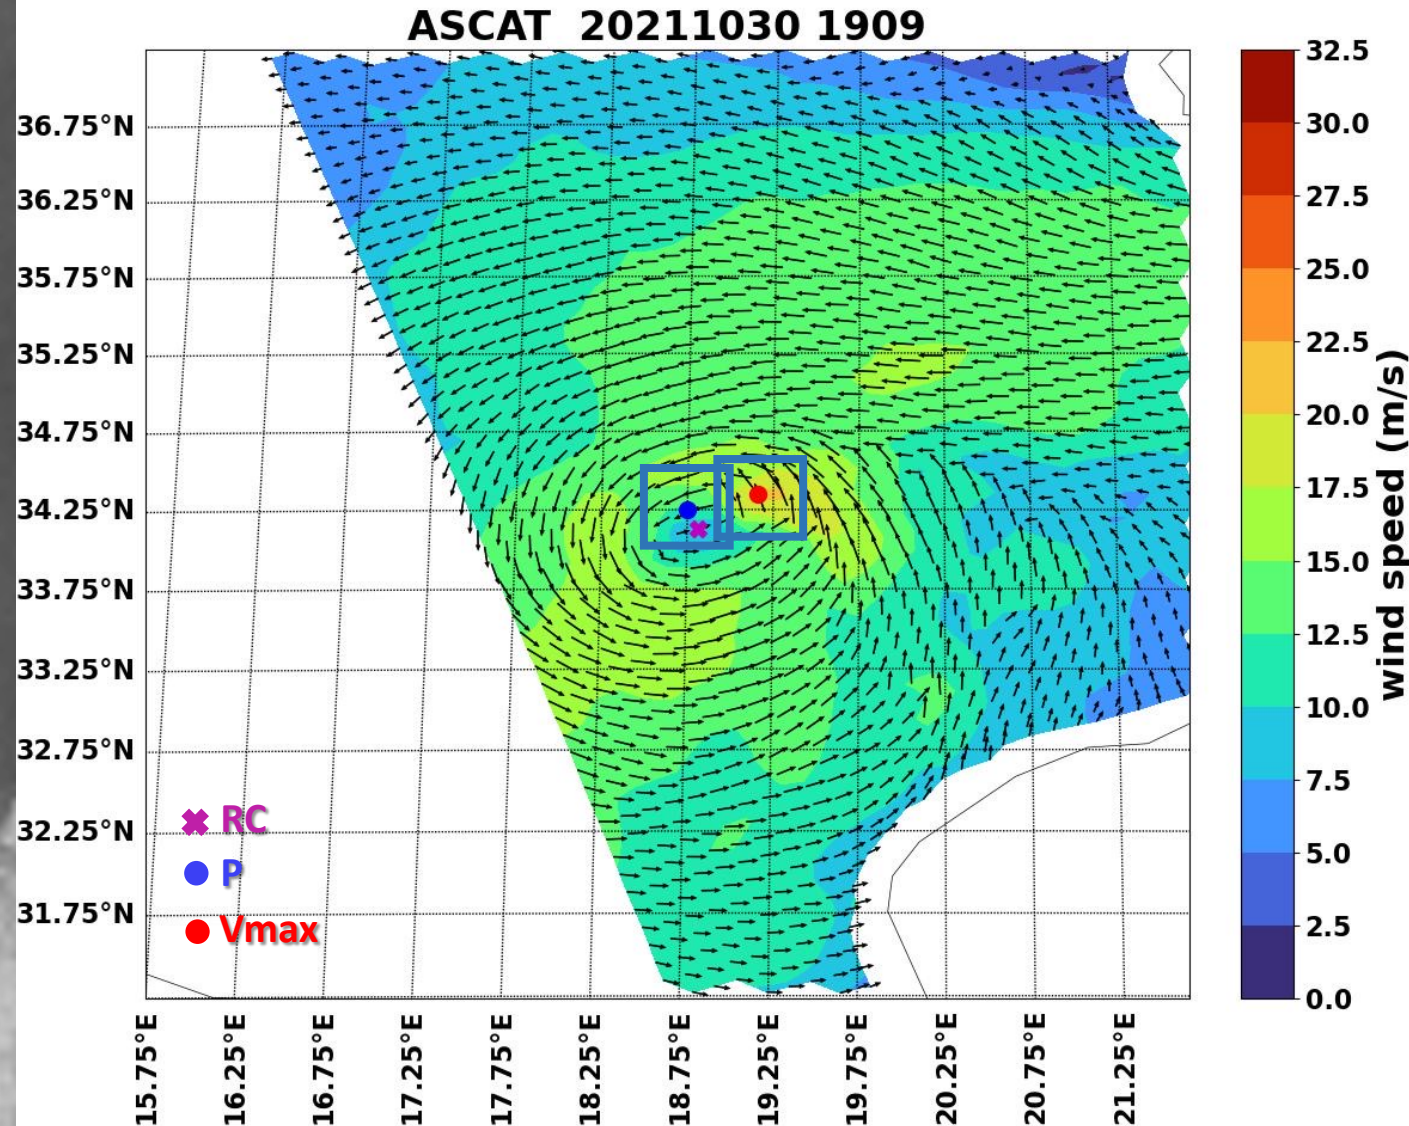 ASCAT 20211030 1909
36.75°N
36.25°N
35.75°N
35.25°N
34.75°N
34.25°N
33.75°N
33.25°N
32.75°N
32.25°N
31.75°N
RC
P
Vmax
15.75°E
16.25°E
16.75°E
17.25°E
17.75°E
18.25°E
18.75°E
19.25°E
19.75°E
20.25°E
20.75°E
21.25°E
32.5
30.0
27.5
25.0
22.5
20.0
17.5
15.0
12.5
10.0
7.5
5.0
2.5
0.0
wind speed (m/s)